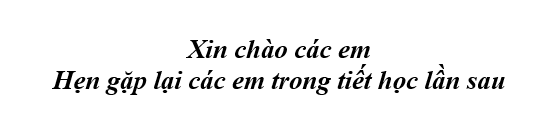 Xin chào các em
Hẹn gặp lại các em trong tiết học lần sau